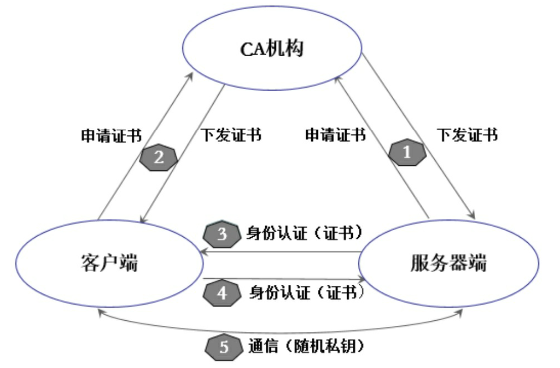 CA机构
申请证书
2
下发证书
申请证书
1
下发证书
3 身份认证（证书）
客户端
服务器端
4 身份认证（证书）
5 通信（随机私钥）